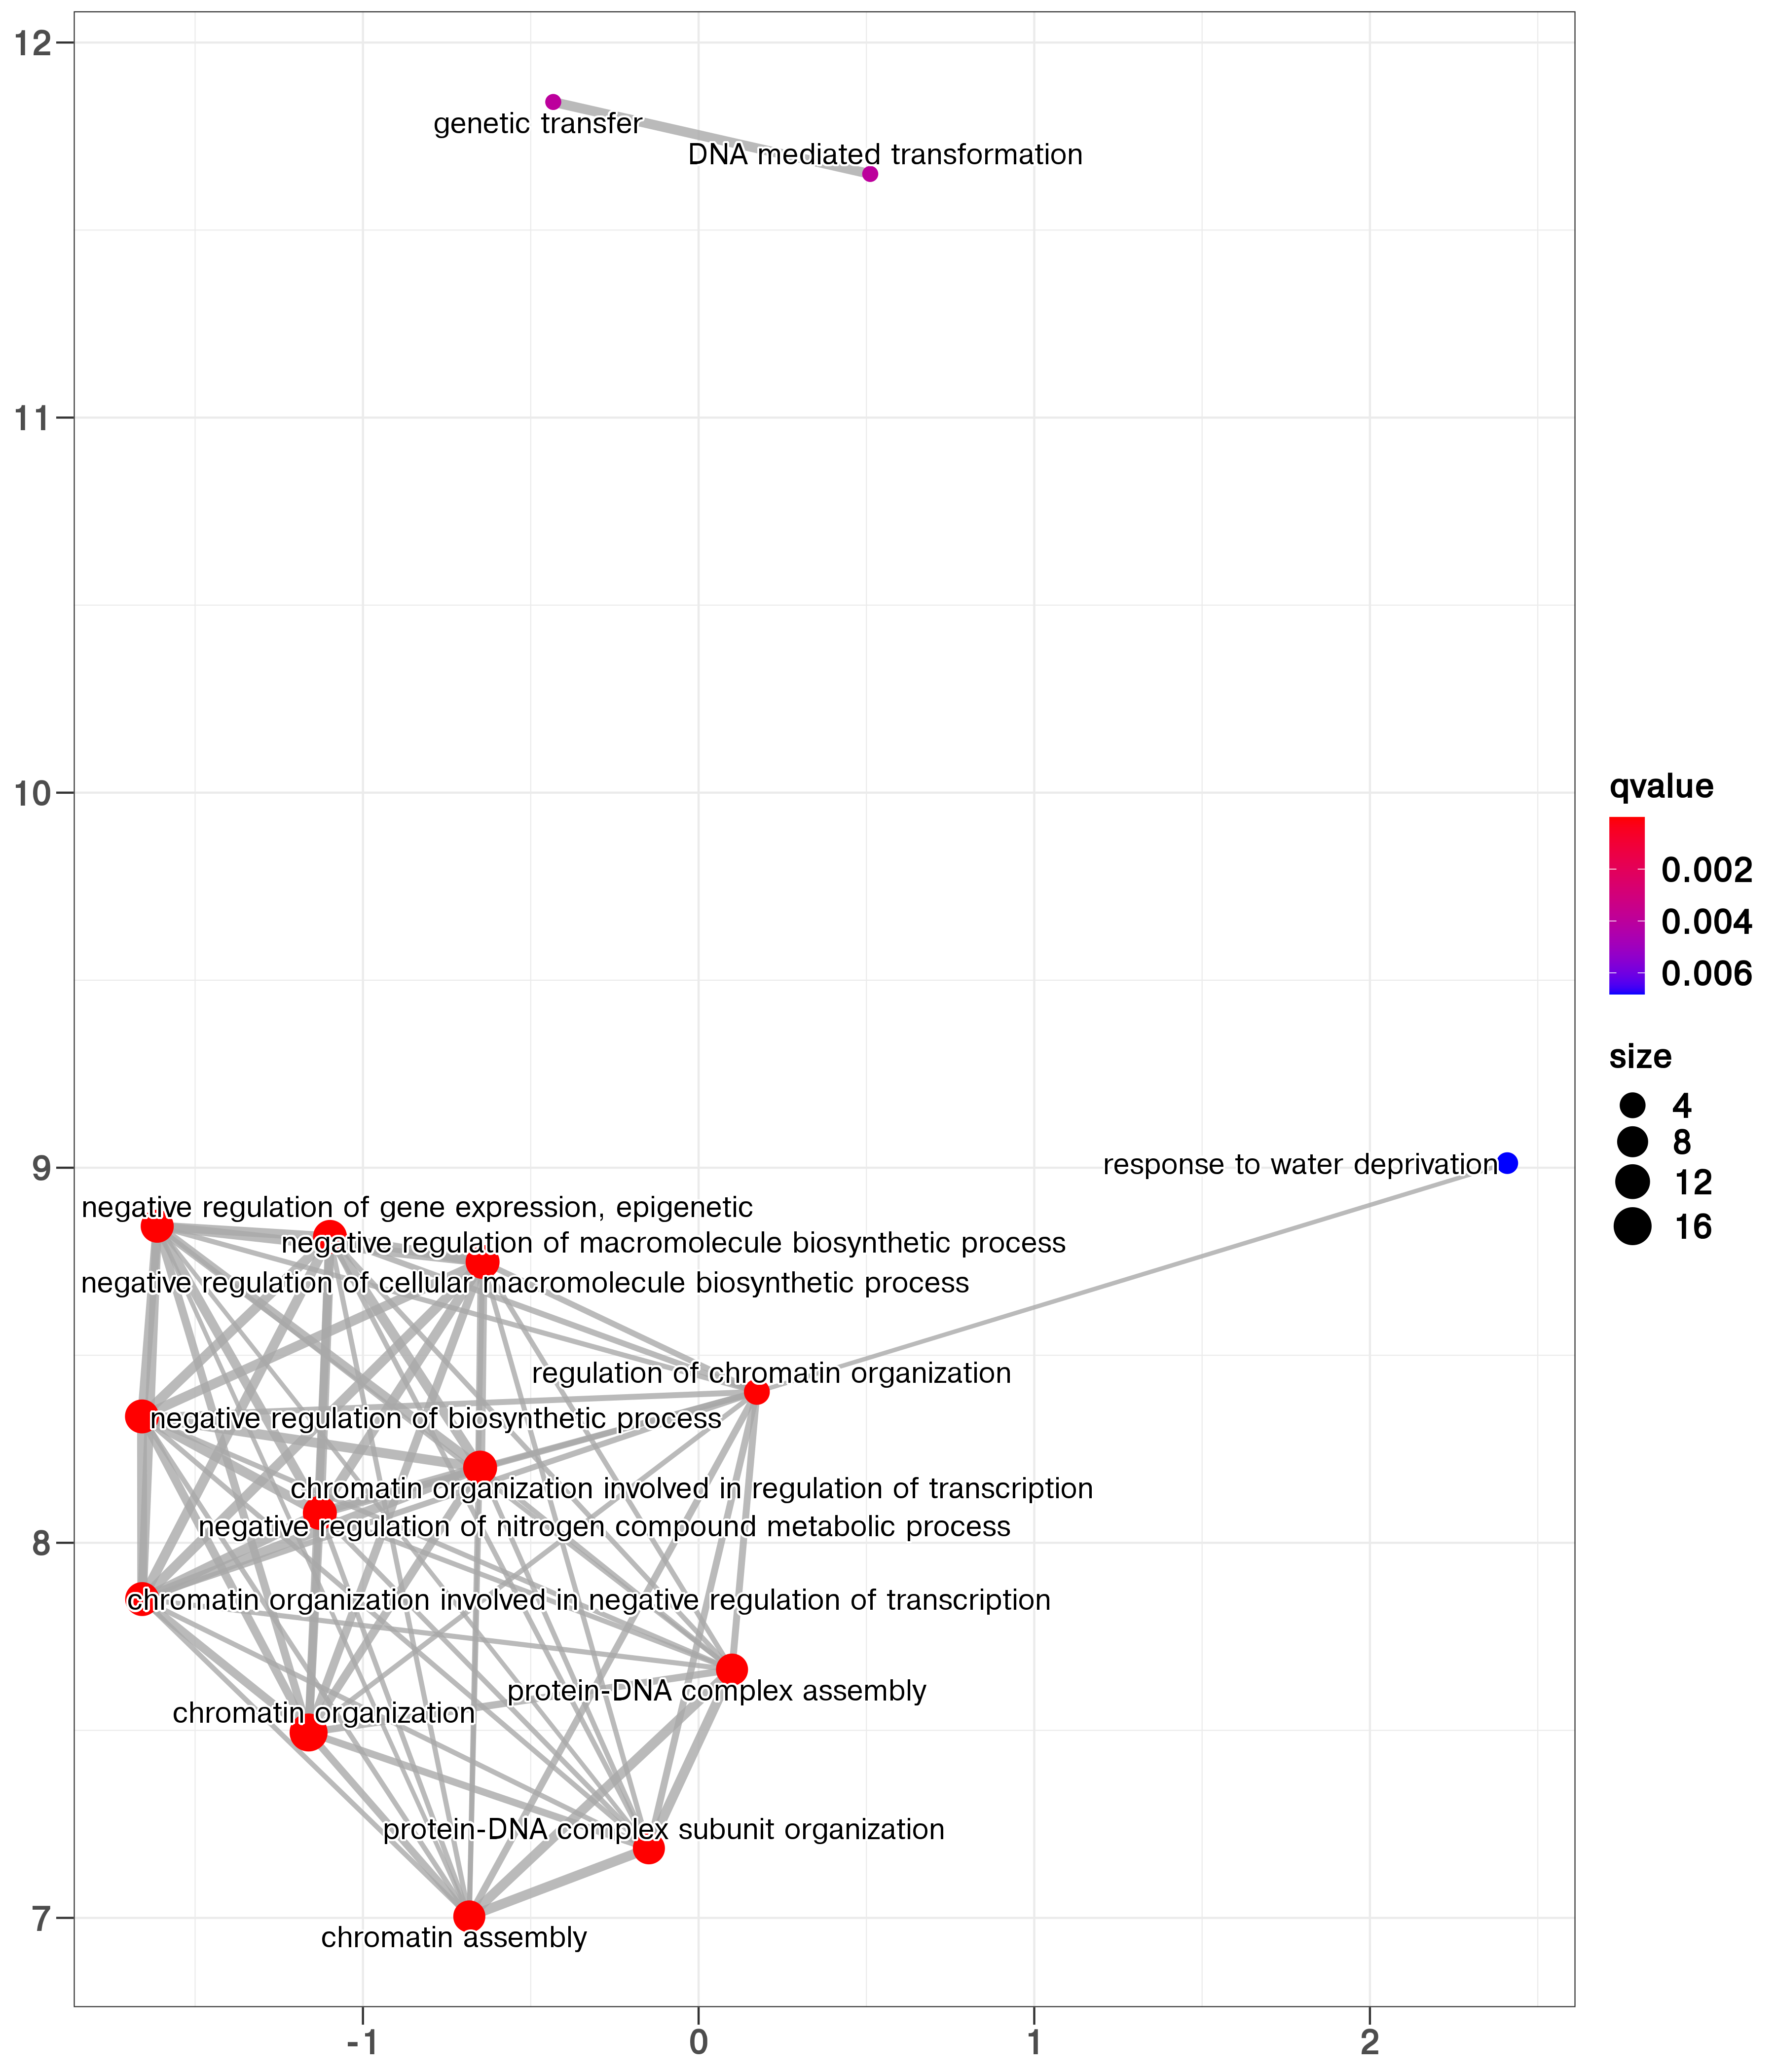 12
genetic transfer
DNA mediated transformation
11
10
qvalue
0.002
0.004
0.006
size
4
8
12
16
9
response to water deprivation
negative regulation of gene expression, epigenetic
negative regulation of macromolecule biosynthetic process
negative regulation of cellular macromolecule biosynthetic process
regulation of chromatin organization
negative regulation of biosynthetic process
chromatin organization involved in regulation of transcription
negative regulation of nitrogen compound metabolic process
8
chromatin organization involved in negative regulation of transcription
protein-DNA complex assembly
chromatin organization
protein-DNA complex subunit organization
7
chromatin assembly
-1 0 1 2